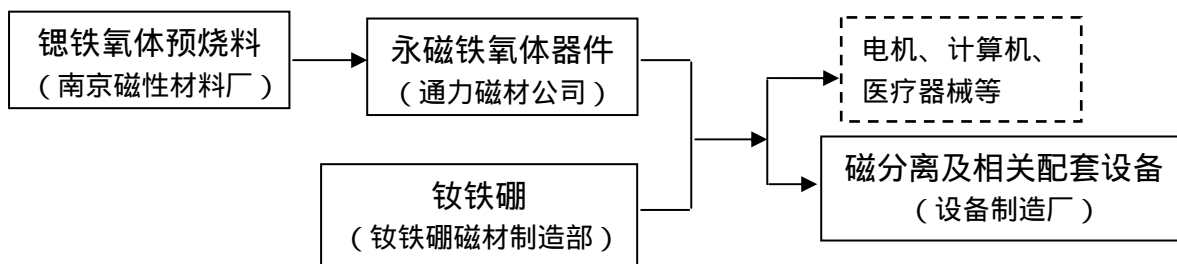 锶铁氧体预烧料
（南京磁性材料厂）
永磁铁氧体器件
（通力磁材公司）
钕铁硼
（钕铁硼磁材制造部）
电机、计算机、
医疗器械等
磁分离及相关配套设备
（设备制造厂）